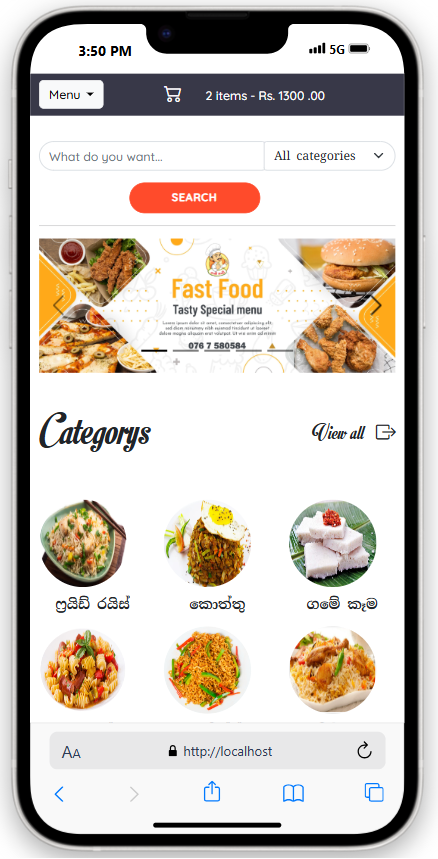 3:50 PM
5G
Menu
2 items - Rs. 1300 .00
What do you want...
All categories
SEARCH
Fast Food
Tasty Special menu
076 7 580584
Categorys
View all
ෆ්‍රයිඩ් රයිස්
කොත්තු
ගමේ කෑම
AA
http://localhost